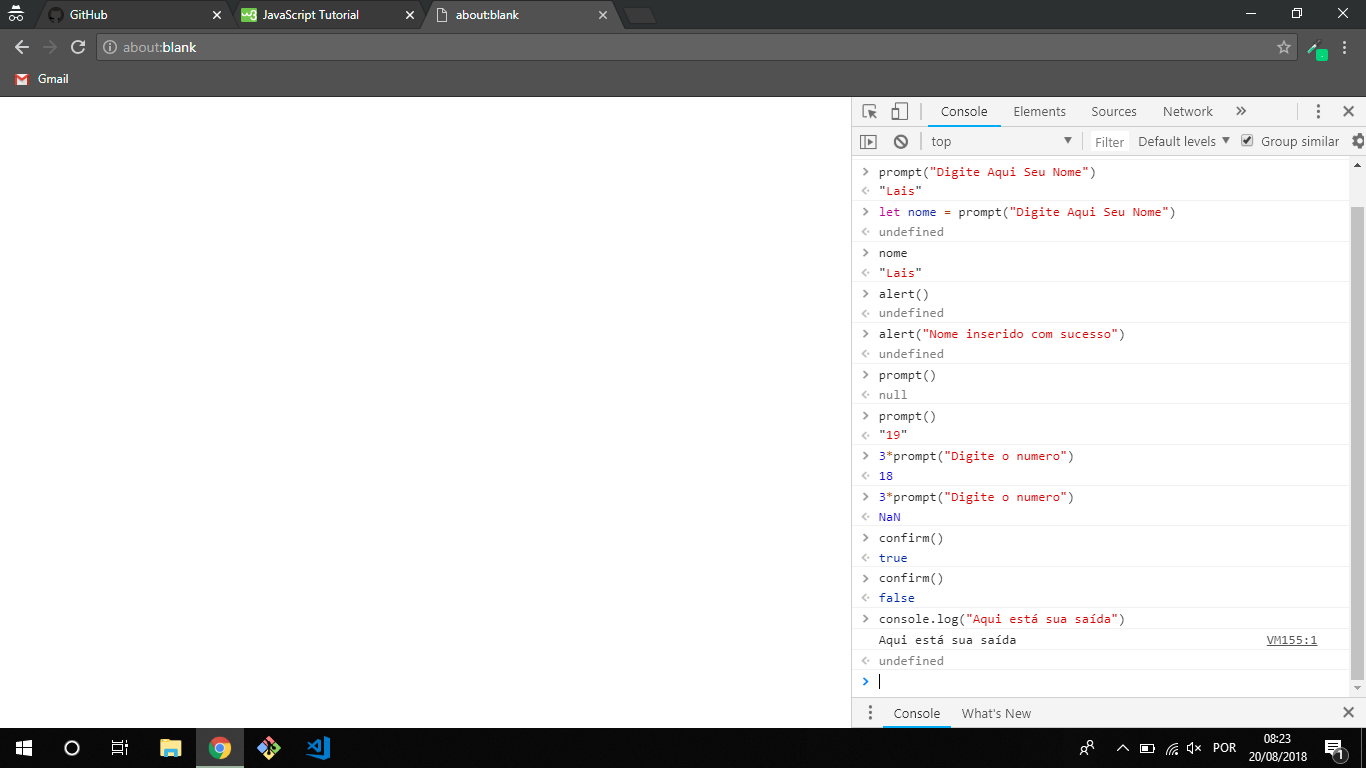 GitHub
JavaScript Tutorial
about:blank
about:blank
Gmail
Console Elements Sources Network
top Filter Default levels Group similar
prompt("Digite Aqui Seu Nome")
"Lais"
let nome = prompt("Digite Aqui Seu Nome")
undefined
nome
"Lais"
alert()
undefined
alert("Nome inserido com sucesso")
undefined
prompt()
null
prompt()
"19"
3*prompt("Digite o numero")
18
3*prompt("Digite o numero")
NaN
confirm()
true
confirm()
false
console.log("Aqui está sua saída")
Aqui está sua saída VM155:1
undefined
Console What's New
POR 08:23
20/08/2018
1